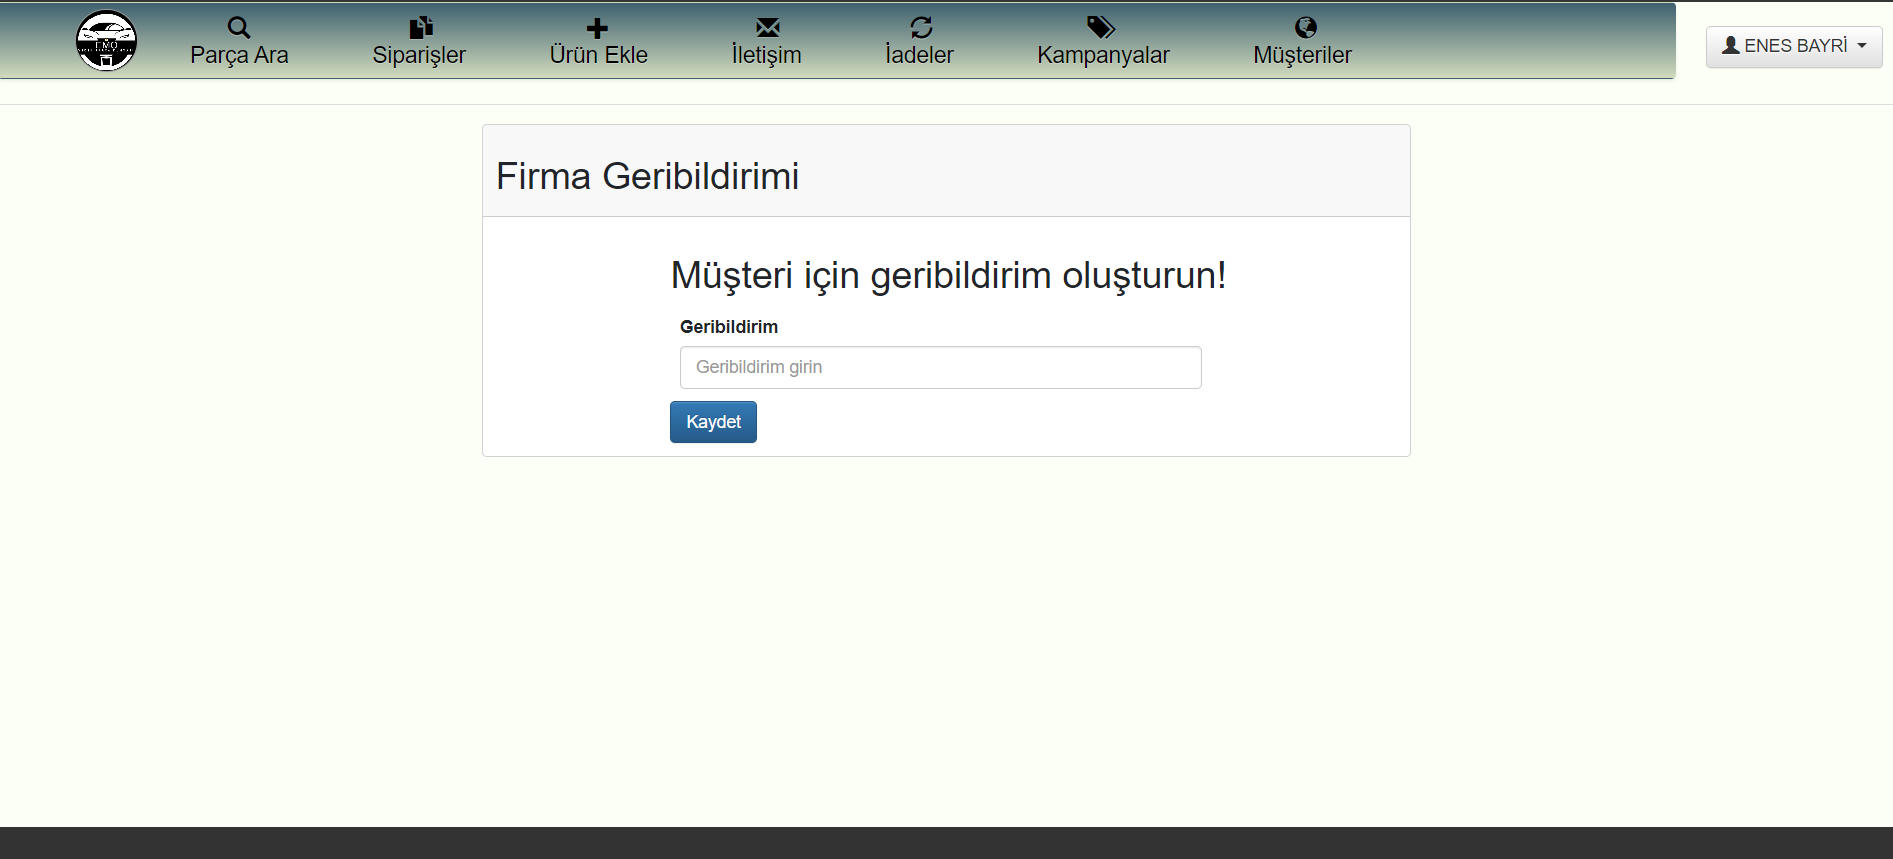 EMO
Parça Ara
Siparişler
Ürün Ekle
İletişim
İadeler
Kampanyalar
Müşteriler
ENES BAYRİ
Firma Geribildirimi
Müşteri için geribildirim oluşturun!
Geribildirim
Geribildirim girin
Kaydet